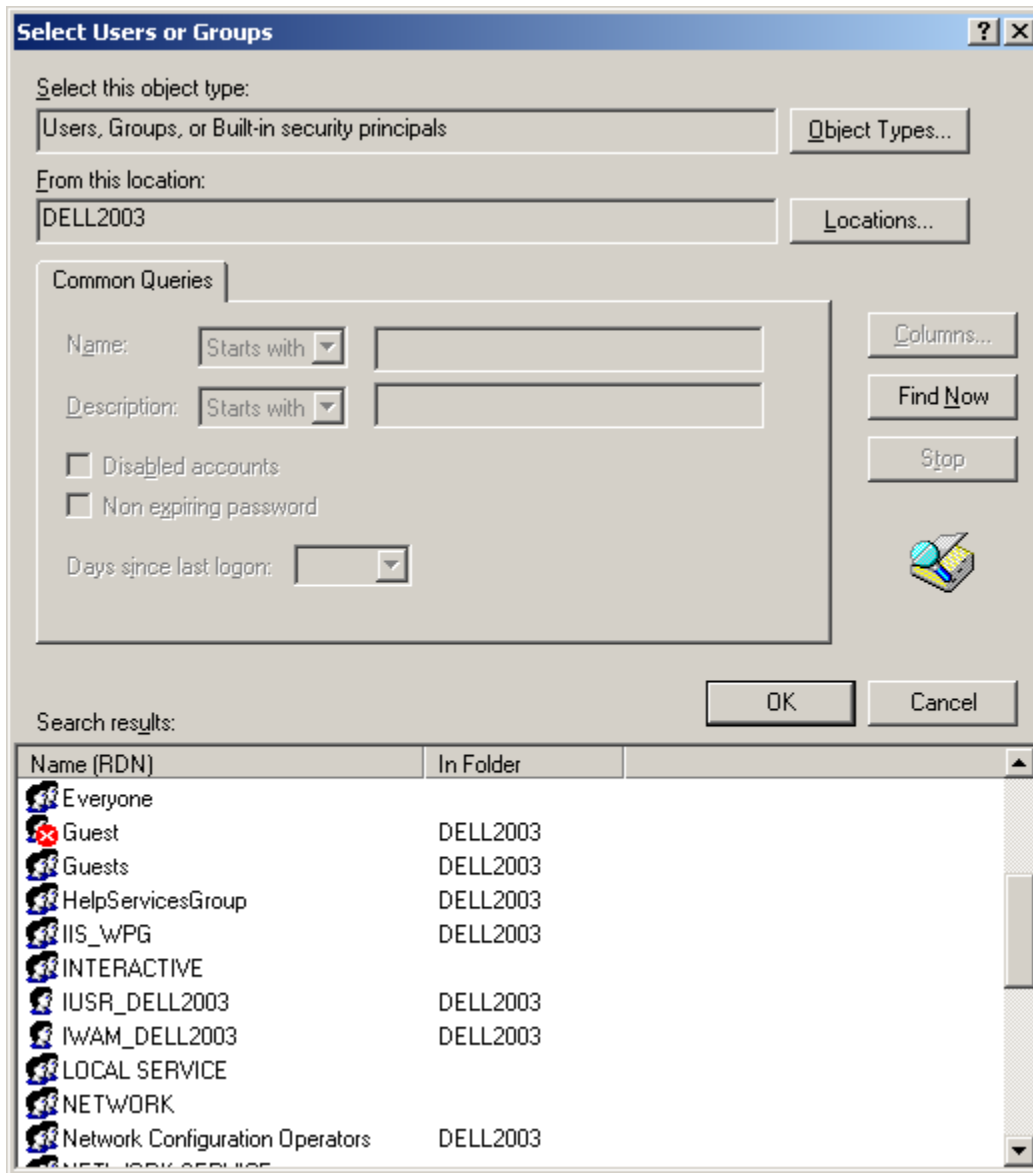 Select Users or Groups
Select this object type:
Users, Groups, or Built-in security principals
Object Types...
From this location:
DELL2003
Locations...
Common Queries
Name:
Starts with
Columns...
Description:
Starts with
Find Now
Disabled accounts
Stop
Non expiring password
Days since last logon:
OK
Cancel
Search results:
Name (RDN) In Folder
Everyone
Guest DELL2003
Guests DELL2003
HelpServicesGroup DELL2003
IIS_WPG DELL2003
INTERACTIVE
IUSR_DELL2003 DELL2003
IWAM_DELL2003 DELL2003
LOCAL SERVICE
NETWORK
Network Configuration Operators DELL2003
NETWORK SERVICE